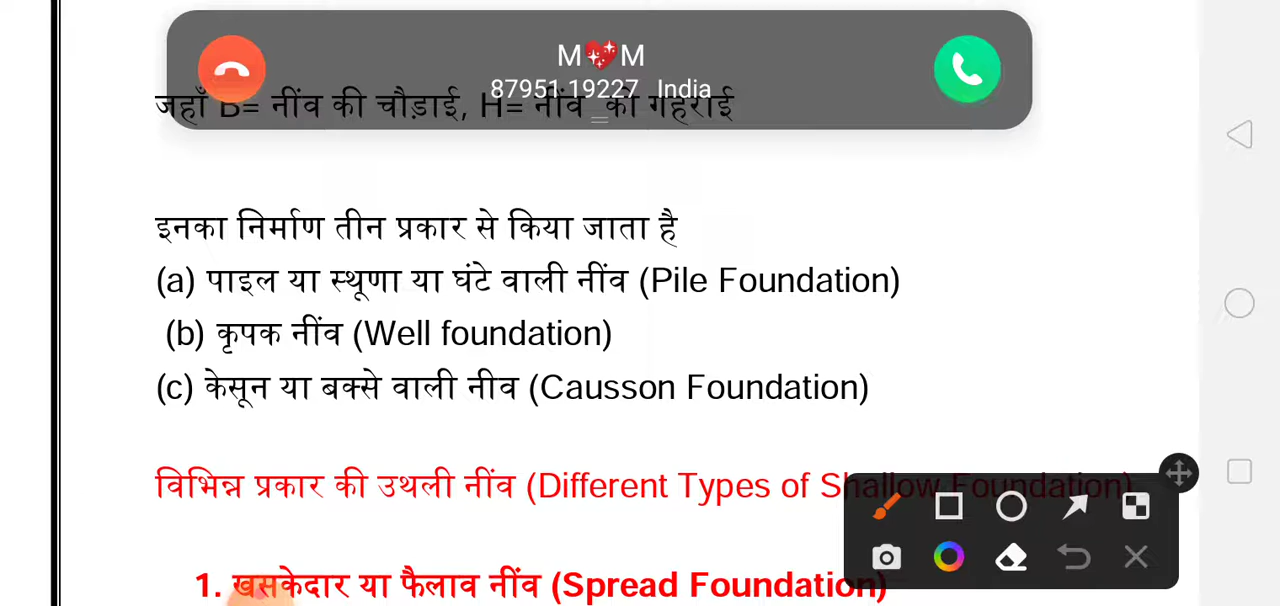 M💖M
87951 19227 India
जहाँ B= नींव की चौड़ाई, H= नींव की गहराई
इनका निर्माण तीन प्रकार से किया जाता है
(a) पाइल या स्थूणा या घंटे वाली नींव (Pile Foundation)
(b) कृपक नींव (Well foundation)
(c) केसून या बक्से वाली नीव (Causson Foundation)
विभिन्न प्रकार की उथली नींव (Different Types of Shallow Foundation)
1. खसकेदार या फैलाव नींव (Spread Foundation)